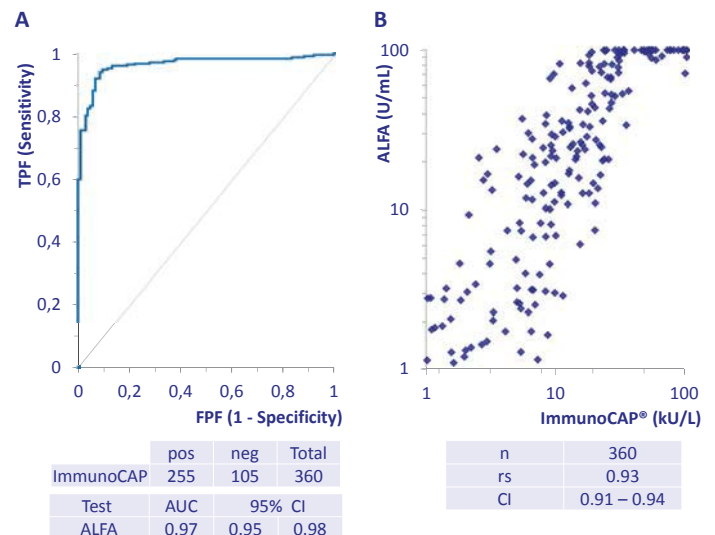 A
TPF (Sensitivity)
1
0,8
0,6
0,4
0,2
0
0 0,2 0,4 0,6 0,8 1
FPF (1 - Specificity)
pos neg Total
ImmunoCAP 255 105 360
Test AUC 95% CI
ALFA 0.97 0.95 0.98
B
ALFA (U/mL)
100
10
1
1 10 100
ImmunoCAP® (kU/L)
n 360
rs 0.93
CI 0.91 – 0.94